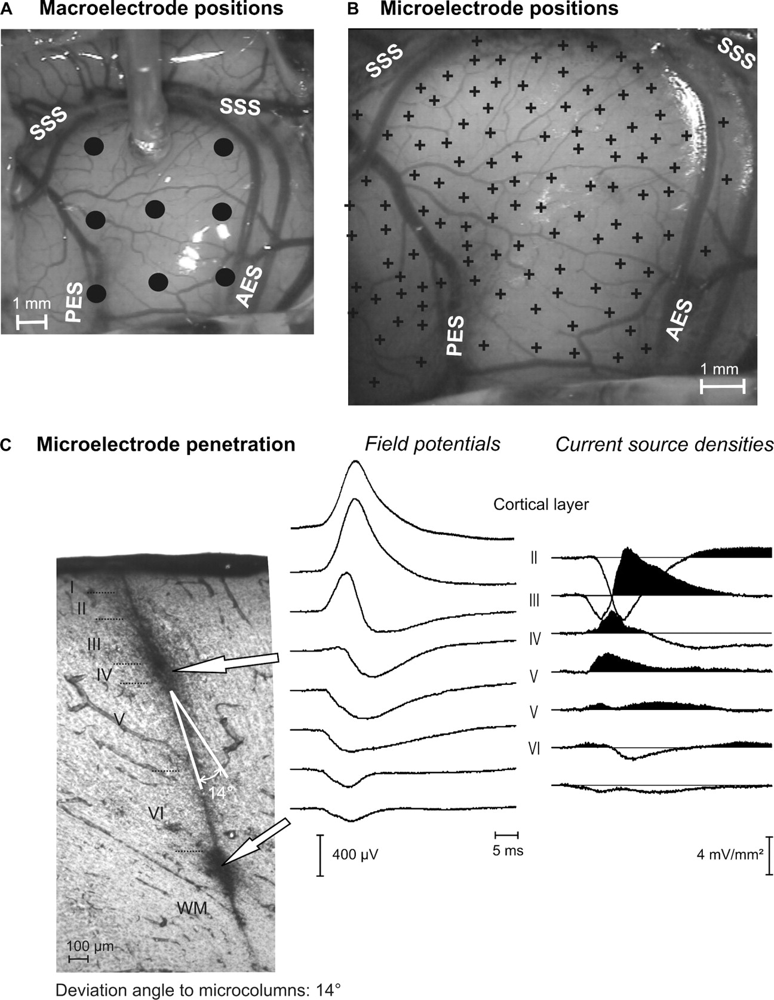 A Macroelectrode positions
SSS
SSS
PES
AES
1 mm
B Microelectrode positions
SSS
SSS
PES
AES
1 mm
C Microelectrode penetration
Field potentials
Current source densities
Cortical layer
I
II
III
IV
V
VI
WM
14°
100 µm
II
III
IV
V
V
VI
400 µV
5 ms
4 mV/mm²
Deviation angle to microcolumns: 14°